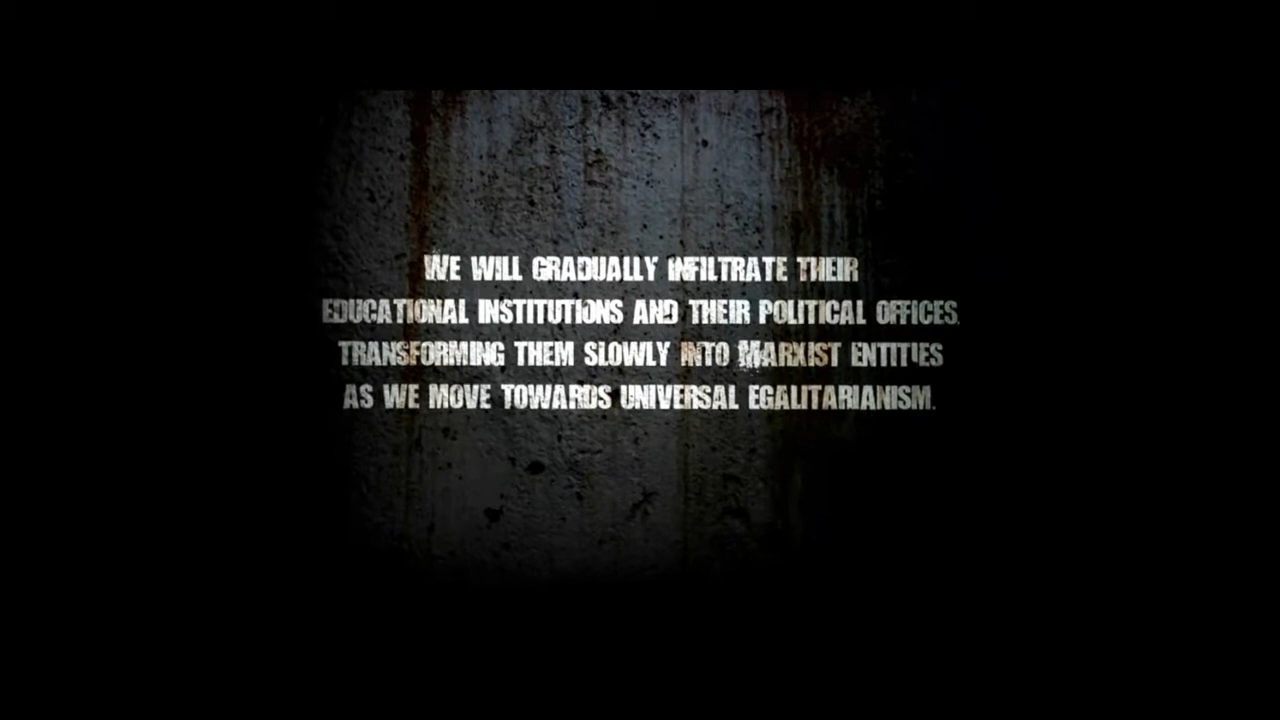 WE WILL GRADUALLY INFILTRATE THEIR
EDUCATIONAL INSTITUTIONS AND THEIR POLITICAL OFFICES,
TRANSFORMING THEM SLOWLY INTO MARXIST ENTITIES
AS WE MOVE TOWARDS UNIVERSAL EGALITARIANISM.